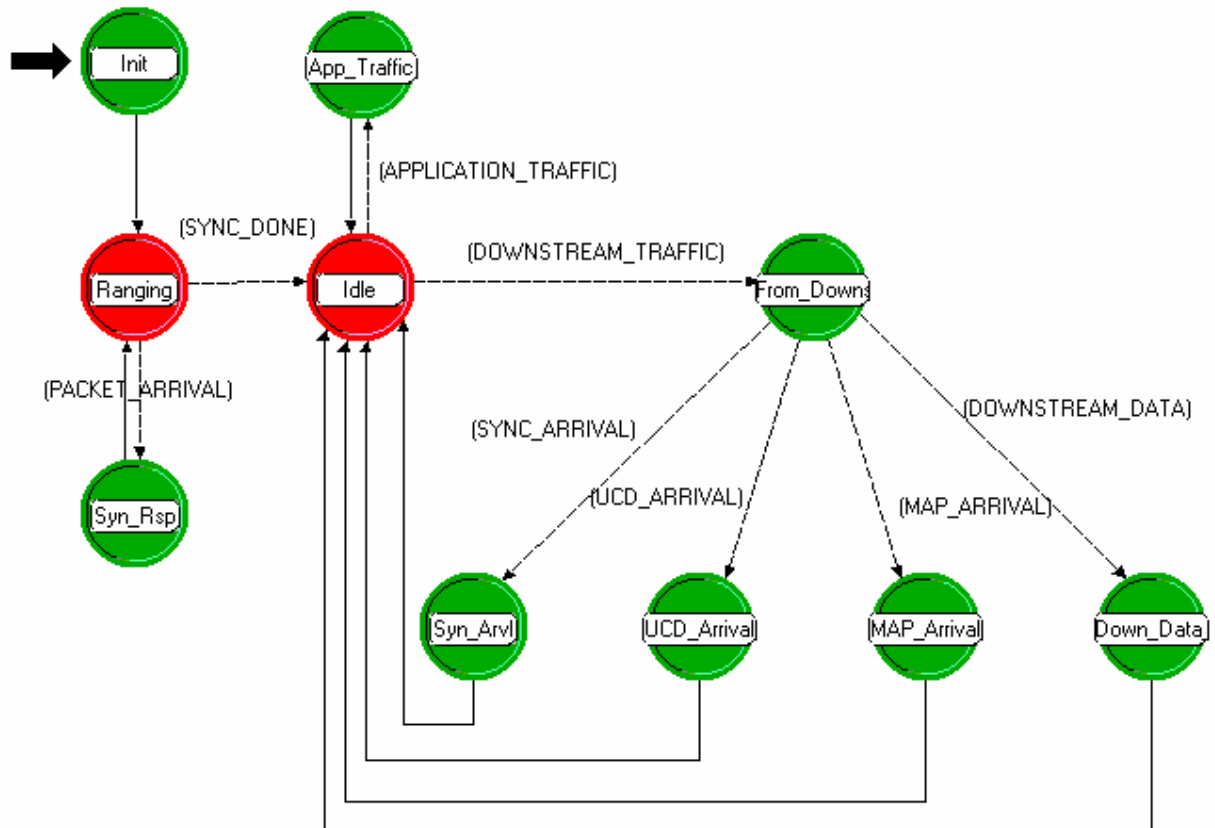 Init
App_Traffic
(APPLICATION_TRAFFIC)
(SYNC_DONE)
(DOWNSTREAM_TRAFFIC)
Ranging
Idle
From_Downs
(PACKET_ARRIVAL)
(DOWNSTREAM_DATA)
(SYNC_ARRIVAL)
(UCD_ARRIVAL)
(MAP_ARRIVAL)
Syn_Rsp
Syn_Arvl
UCD_Arrival
MAP_Arrival
Down_Data